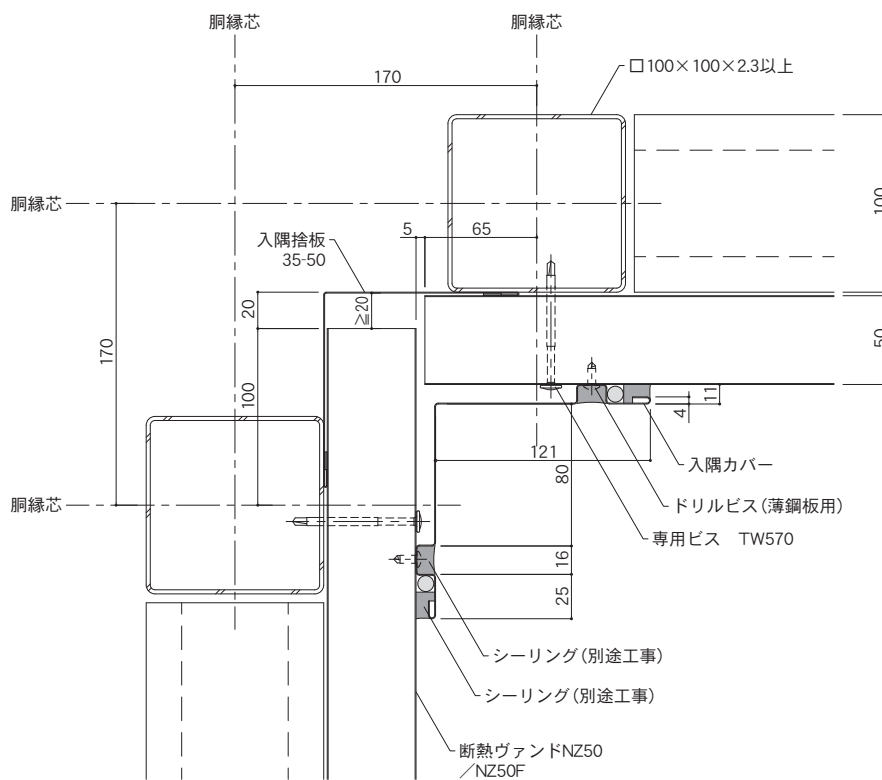 胴縁芯
胴縁芯
170
□100×100×2.3以上
胴縁芯
入隅捨板
35-50
5
65
100
20
≧20
170
100
50
11
4
121
入隅カバー
80
胴縁芯
ドリルビス(薄鋼板用)
専用ビス TW570
16
25
シーリング(別途工事)
シーリング(別途工事)
断熱ヴァンドNZ50
/NZ50F